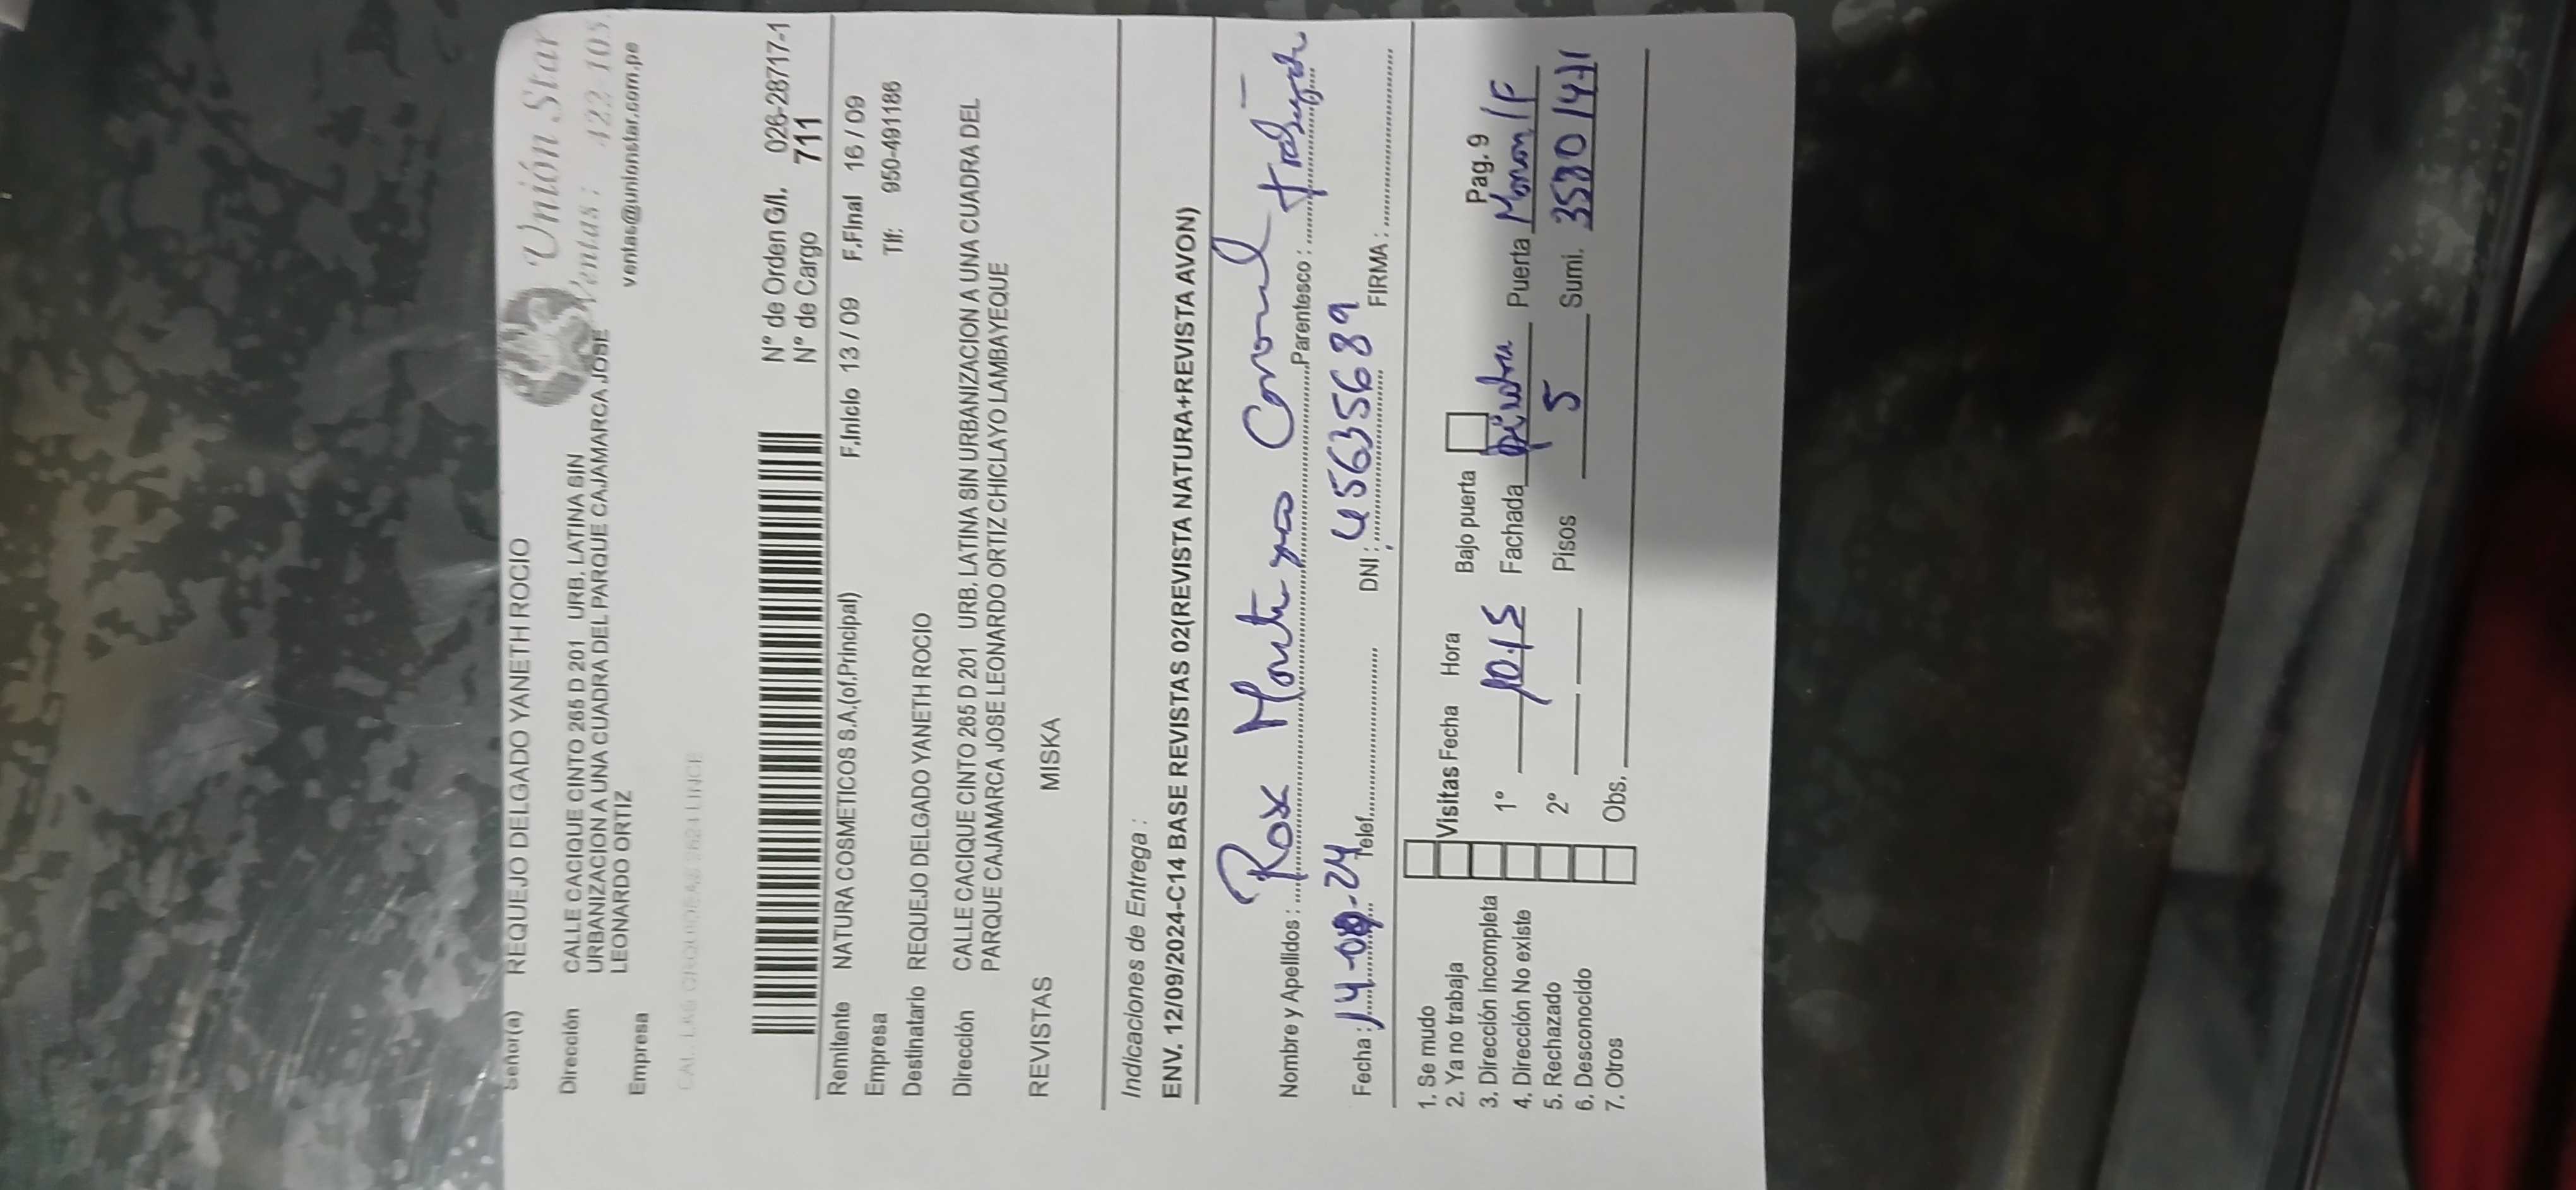 Señor(a) REQUEJO DELGADO YANETH ROCIO
Unión Star
Ventas : 422 105
ventas@unionstar.com.pe
Dirección CALLE CACIQUE CINTO 265 D 201 URB. LATINA SIN
URBANIZACION A UNA CUADRA DEL PARQUE CAJAMARCA JOSE
LEONARDO ORTIZ
Empresa
N° de Orden G/I. 026-28717-1
N° de Cargo 711
Remitente NATURA COSMETICOS S.A.(of.Principal) F.Inicio 13 / 09 F.Final 16 / 09
Empresa Tlf: 950-491186
Destinatario REQUEJO DELGADO YANETH ROCIO
Dirección CALLE CACIQUE CINTO 265 D 201 URB. LATINA SIN URBANIZACION A UNA CUADRA DEL
PARQUE CAJAMARCA JOSE LEONARDO ORTIZ CHICLAYO LAMBAYEQUE
REVISTAS MISKA
Indicaciones de Entrega :
ENV. 12/09/2024-C14 BASE REVISTAS 02(REVISTA NATURA+REVISTA AVON)
Nombre y Apellidos : Rosa Coronel Parentesco :
Fecha : 14-09-24 Telef. DNI : 45635689 FIRMA :
1. Se mudo
2. Ya no trabaja
3. Dirección Incompleta
4. Dirección No existe
5. Rechazado
6. Desconocido
7. Otros
Visitas Fecha Hora Bajo puerta Pag. 9
1° 10:15 Fachada Puerta
2° Pisos 5 Sumi.
Obs.